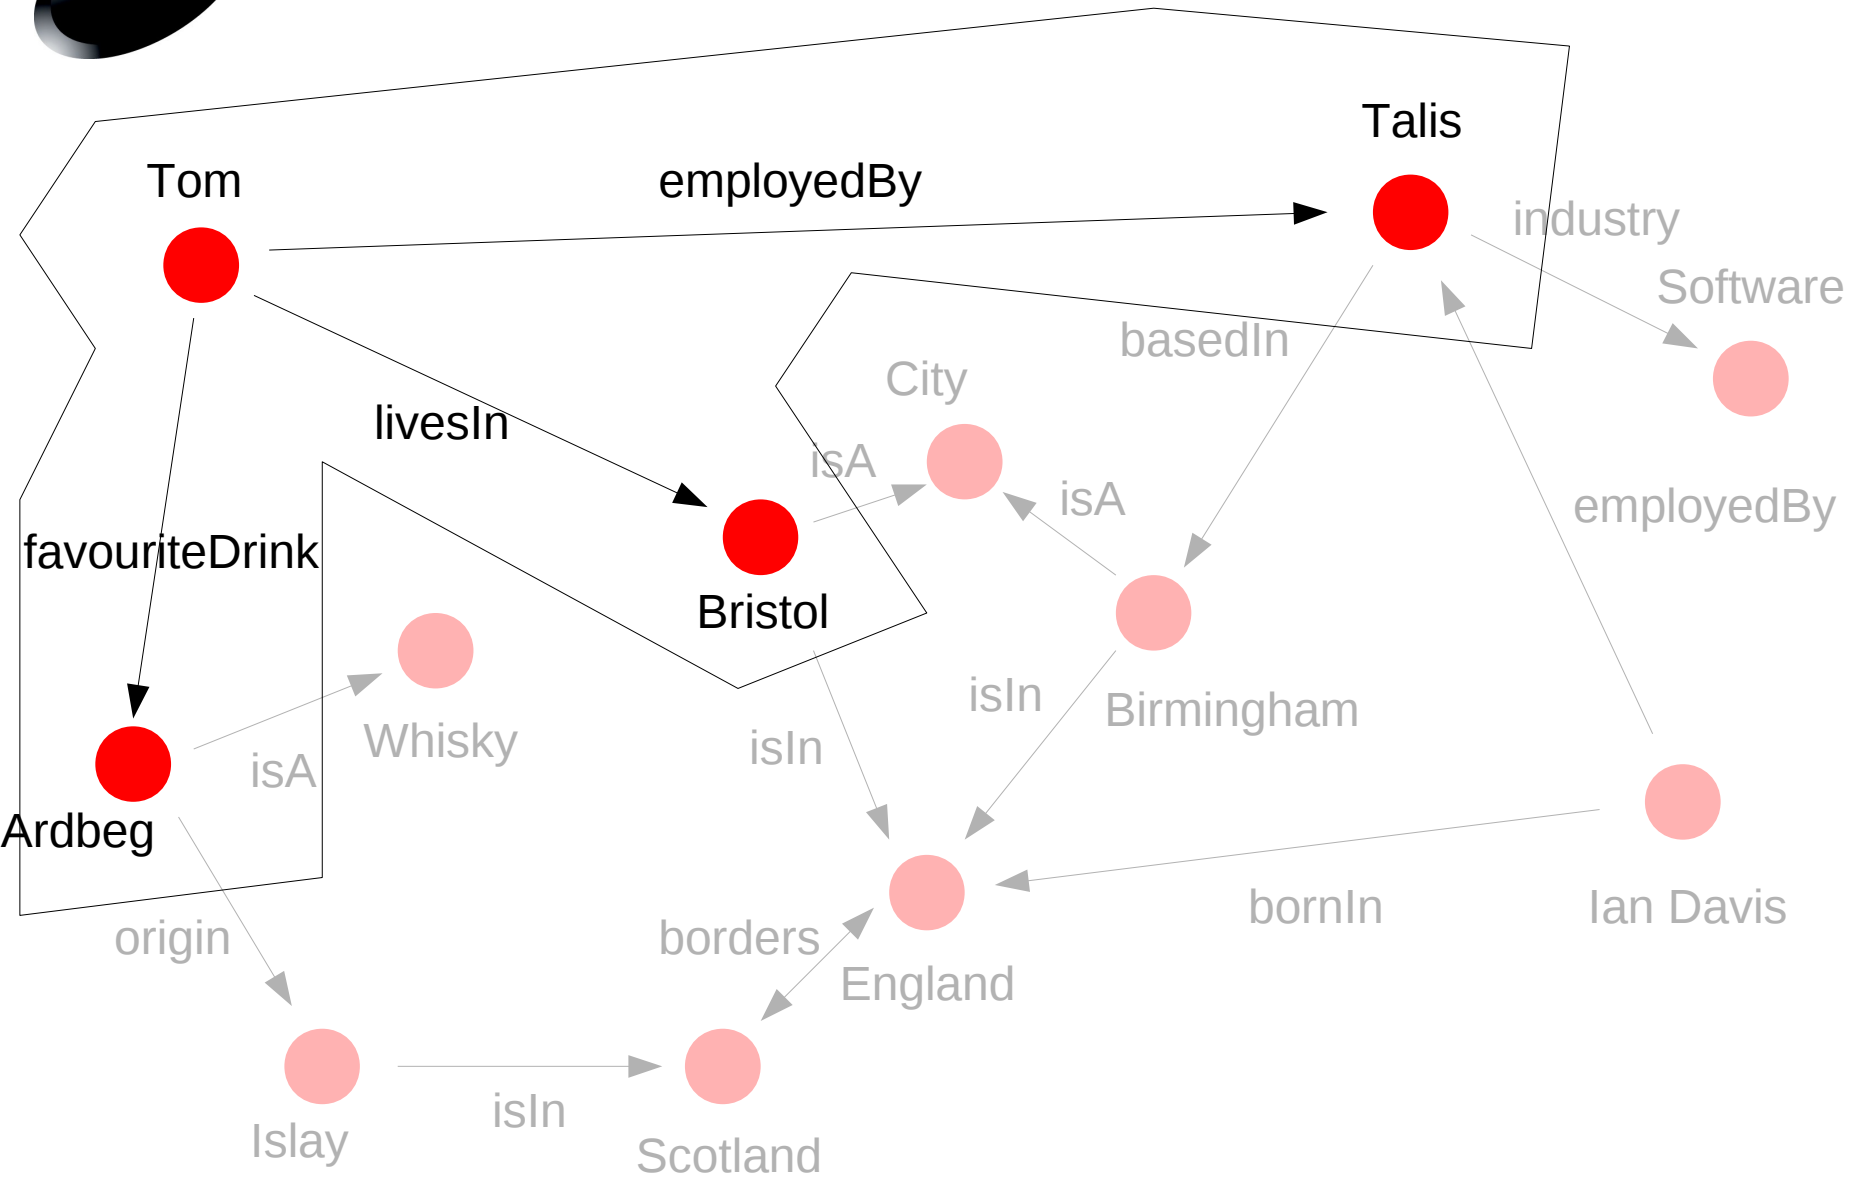 Talis
Tom
employedBy
industry
Software
basedIn
City
livesIn
isA
isA
employedBy
favouriteDrink
Bristol
isIn
Birmingham
Whisky
isIn
isA
Ardbeg
bornIn
Ian Davis
origin
borders
England
isIn
Islay
Scotland